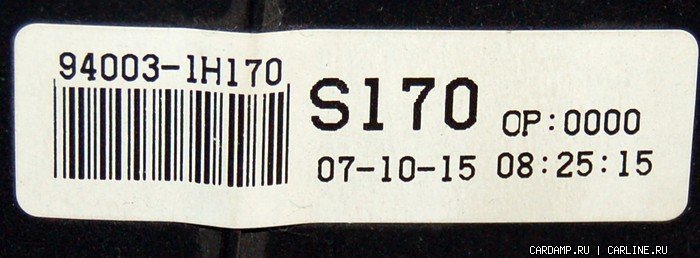 94003-1H170
S170 OP:0000
07-10-15 08:25:15
CARDAMP.RU | CARLINE.RU